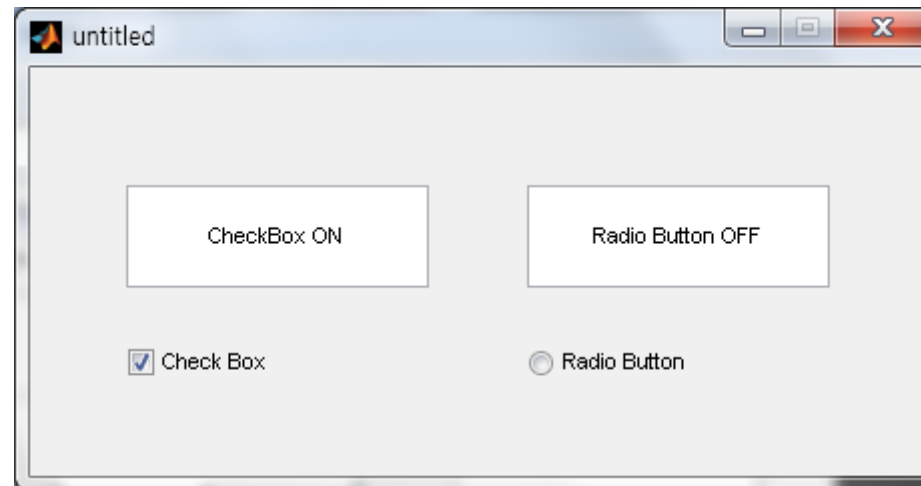 untitled
CheckBox ON
Radio Button OFF
Check Box
Radio Button